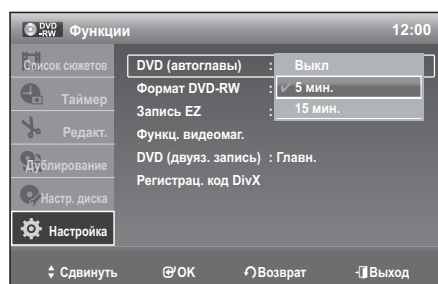 DVD -RW Функции 12:00
Список сюжетов
Таймер
Редакт.
Дублирование
Настр. диска
Настройка
DVD (автоглавы) : Выкл
Формат DVD-RW : ✓ 5 мин.
Запись EZ : 15 мин.
Функц. видеомаг.
DVD (двуяз. запись) : Главн.
Регистрац. код DivX
Сдвинуть OK Возврат Выход